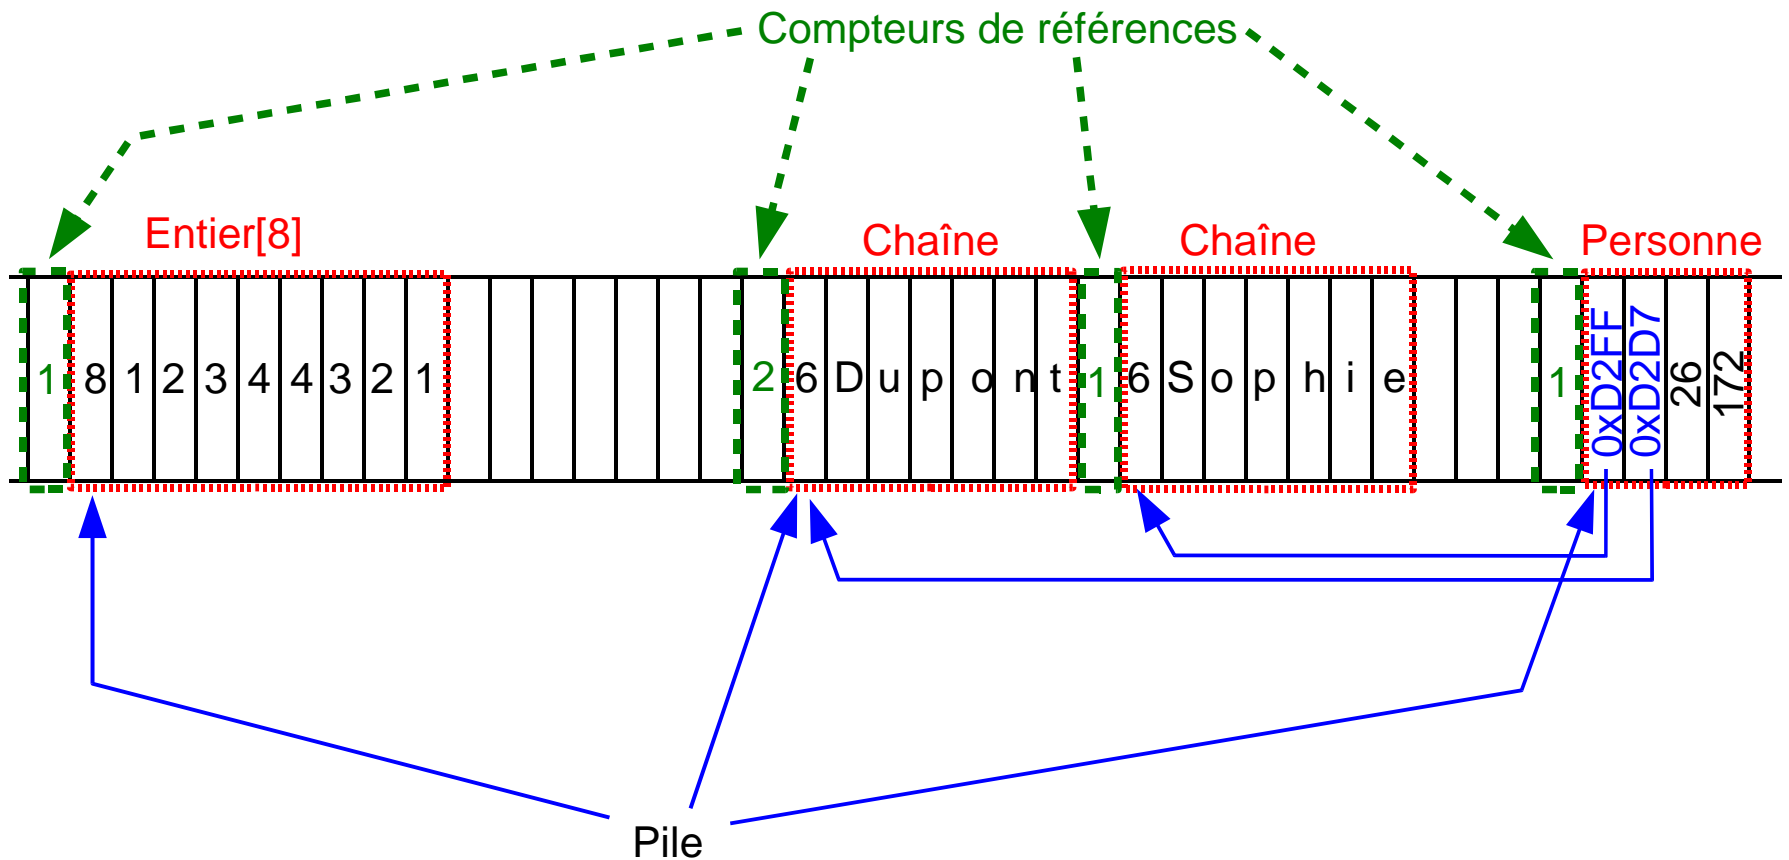 Compteurs de références
Entier[8]
Chaîne
Chaîne
Personne
1 8 1 2 3 4 4 3 2 1 2 6 D u p o n t 1 6 S o p h i e 1 0xD2FF 0xD2D7 26 172
Pile